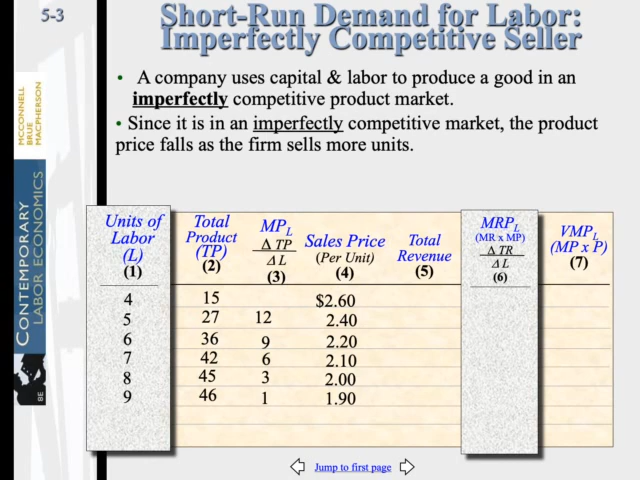 5-3
Short-Run Demand for Labor:
Imperfectly Competitive Seller
• A company uses capital & labor to produce a good in an
imperfectly competitive product market.
• Since it is in an imperfectly competitive market, the product
price falls as the firm sells more units.
MCCONNELL
BRUE
MACPHERSON
CONTEMPORARY
LABOR ECONOMICS
8E
Units of Labor (L) (1)
Total Product (TP) (2)
MPL Δ TP Δ L (3)
Sales Price (Per Unit) (4)
Total Revenue (5)
MRPL (MR x MP) Δ TR Δ L (6)
VMPL (MP x P) (7)
4 15 $2.60
5 27 12 2.40
6 36 9 2.20
7 42 6 2.10
8 45 3 2.00
9 46 1 1.90
Jump to first page